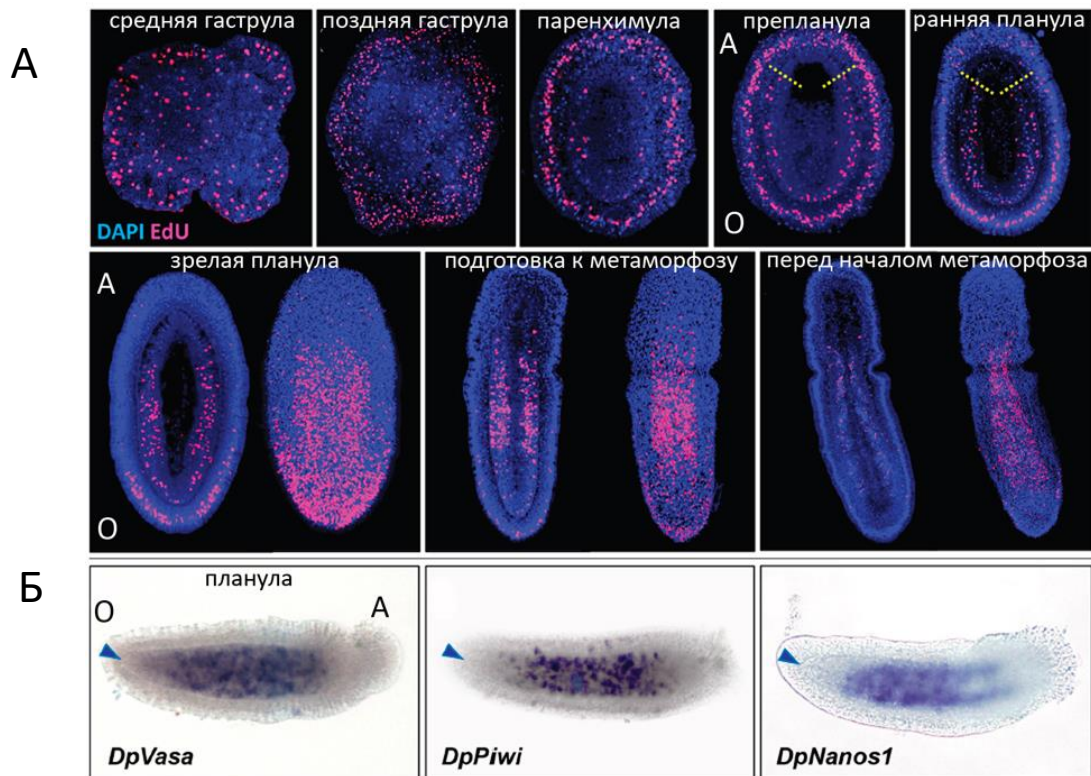 А
средняя гаструла поздняя гаструла паренхимула препланула ранняя планула
А
О
DAPI EdU
зрелая планула подготовка к метаморфозу перед началом метаморфоза
А
О
Б
планула
О А
DpVasa DpPiwi DpNanos1